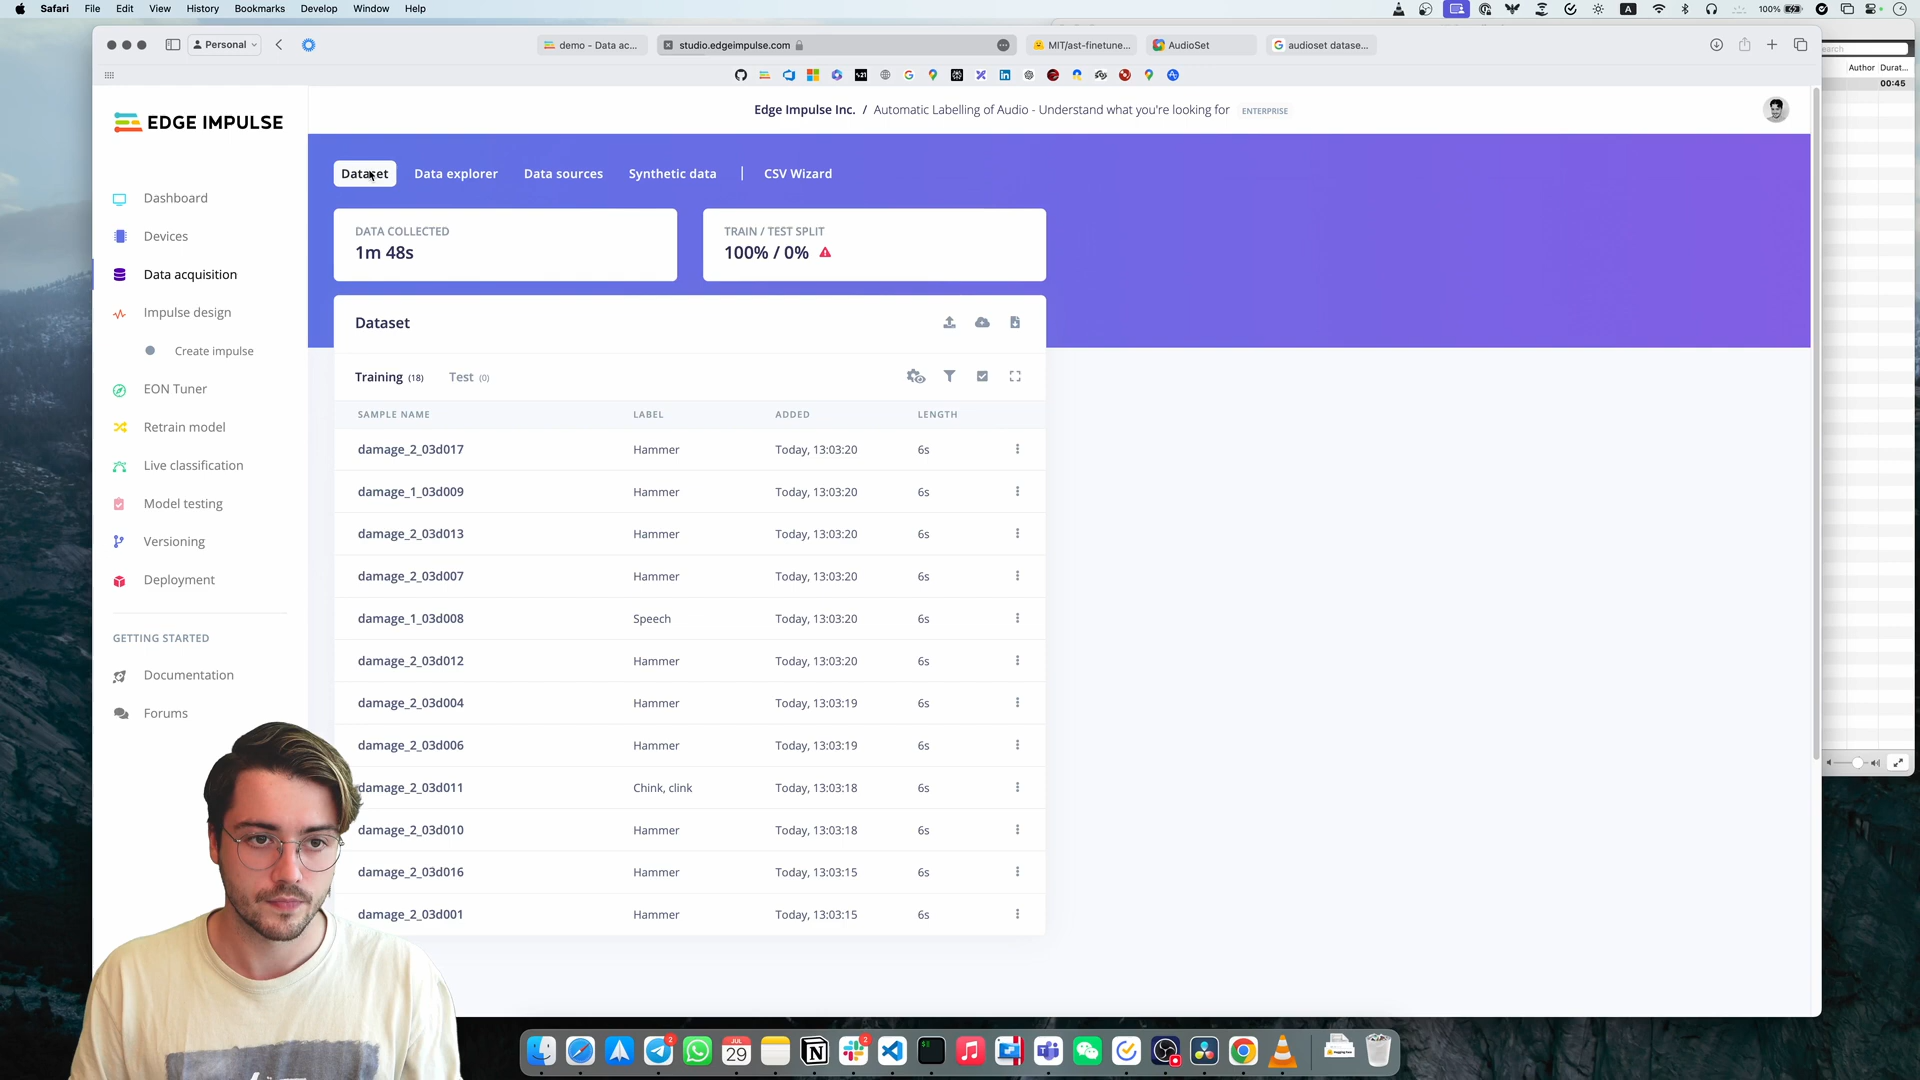 Safari File Edit View History Bookmarks Develop Window Help
100%
Personal
demo - Data ac...
studio.edgeimpulse.com
MIT/ast-finetune...
AudioSet
audioset datase...
Author Durat...
00:45
EDGE IMPULSE
Edge Impulse Inc. / Automatic Labelling of Audio - Understand what you're looking for ENTERPRISE
Dashboard
Devices
Data acquisition
Impulse design
Create impulse
EON Tuner
Retrain model
Live classification
Model testing
Versioning
Deployment
GETTING STARTED
Documentation
Forums
Dataset Data explorer Data sources Synthetic data | CSV Wizard
DATA COLLECTED
1m 48s
TRAIN / TEST SPLIT
100% / 0%
Dataset
Training (18) Test (0)
SAMPLE NAME LABEL ADDED LENGTH
damage_2_03d017 Hammer Today, 13:03:20 6s
damage_1_03d009 Hammer Today, 13:03:20 6s
damage_2_03d013 Hammer Today, 13:03:20 6s
damage_2_03d007 Hammer Today, 13:03:20 6s
damage_1_03d008 Speech Today, 13:03:20 6s
damage_2_03d012 Hammer Today, 13:03:20 6s
damage_2_03d004 Hammer Today, 13:03:19 6s
damage_2_03d006 Hammer Today, 13:03:19 6s
damage_2_03d011 Chink, clink Today, 13:03:18 6s
damage_2_03d010 Hammer Today, 13:03:18 6s
damage_2_03d016 Hammer Today, 13:03:15 6s
damage_2_03d001 Hammer Today, 13:03:15 6s
JUL
29